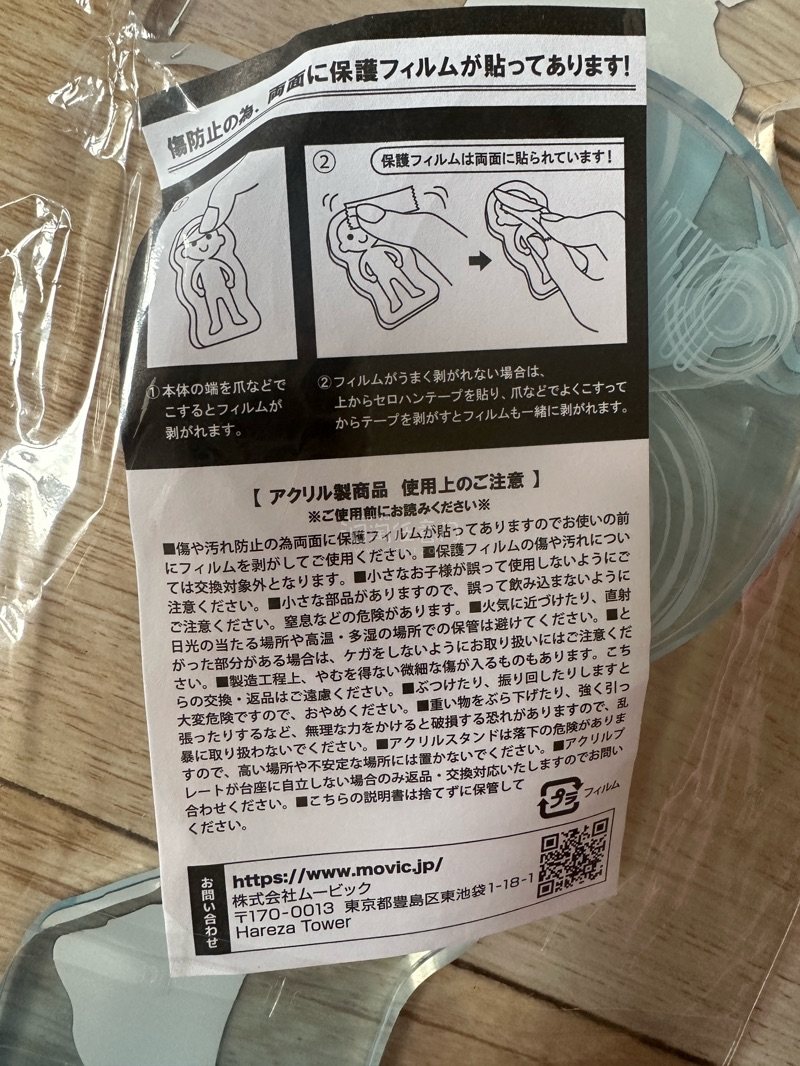 傷防止の為、両面に保護フィルムが貼ってあります!
②
保護フィルムは両面に貼られています!
①本体の端を爪などで
こするとフィルムが
剥がれます。
②フィルムがうまく剥がれない場合は、
上からセロハンテープを貼り、爪などでよくこすって
からテープを剥がすとフィルムも一緒に剥がれます。
【 アクリル製商品 使用上のご注意 】
※ご使用前にお読みください※
■傷や汚れ防止の為両面に保護フィルムが貼ってありますのでお使いの前
にフィルムを剥がしてご使用ください。■保護フィルムの傷や汚れについ
ては交換対象外となります。■小さなお子様が誤って使用しないようにご
注意ください。■小さな部品がありますので、誤って飲み込まないように
ご注意ください。窒息などの危険があります。■火気に近づけたり、直射
日光の当たる場所や高温・多湿の場所での保管は避けてください。■と
がった部分がある場合は、ケガをしないようにお取り扱いにはご注意くだ
さい。■製造工程上、やむを得ない微細な傷が入るものもあります。こち
らの交換・返品はご遠慮ください。■ぶつけたり、振り回したりしますと
大変危険ですので、おやめください。■重い物をぶら下げたり、強く引っ
張ったりするなど、無理な力をかけると破損する恐れがありますので、乱
暴に取り扱わないでください。■アクリルスタンドは落下の危険がありま
すので、高い場所や不安定な場所には置かないでください。■アクリルプ
レートが台座に自立しない場合のみ返品・交換対応いたしますのでお問い
合わせください。■こちらの説明書は捨てずに保管して
ください。
プラ
フィルム
お問い合わせ
https://www.movic.jp/
株式会社ムービック
〒170-0013 東京都豊島区東池袋1-18-1
Hareza Tower